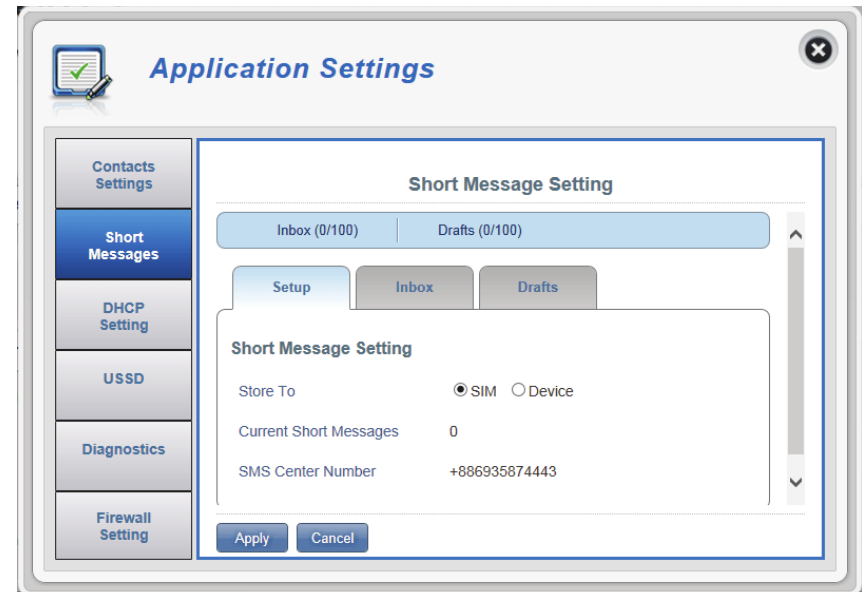 Application Settings
Contacts
Settings
Short
Messages
DHCP
Setting
USSD
Diagnostics
Firewall
Setting
Short Message Setting
Inbox (0/100) Drafts (0/100)
Setup Inbox Drafts
Short Message Setting
Store To SIM Device
Current Short Messages 0
SMS Center Number +886935874443
Apply Cancel